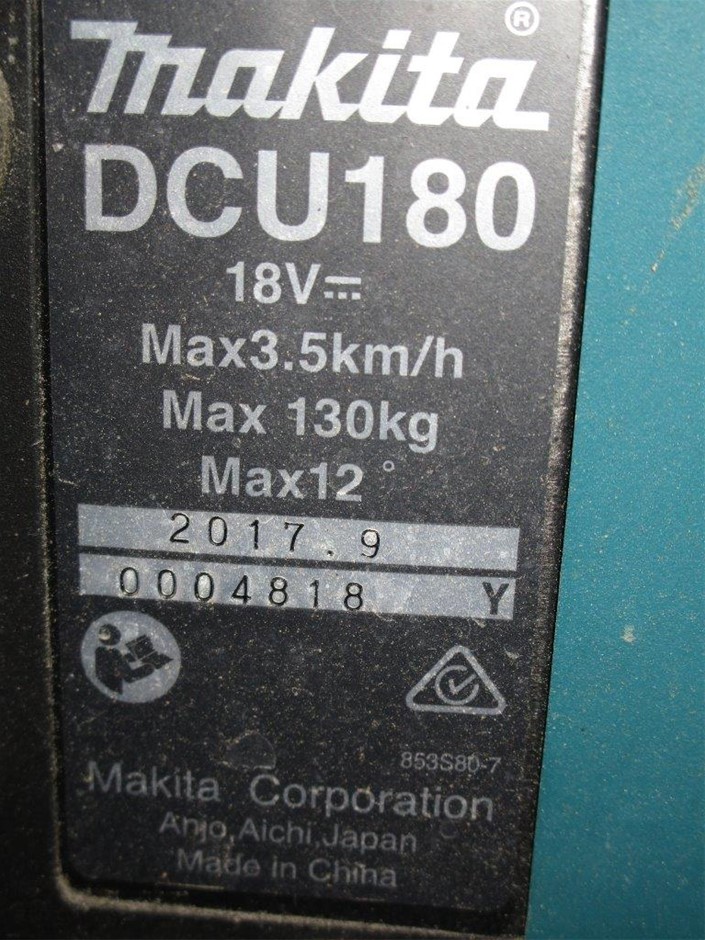 makita®
DCU180
18V⎓
Max3.5km/h
Max 130kg
Max12°
2017.9
0004818 Y
853S80-7
Makita Corporation
Anjo,Aichi,Japan
Made in China